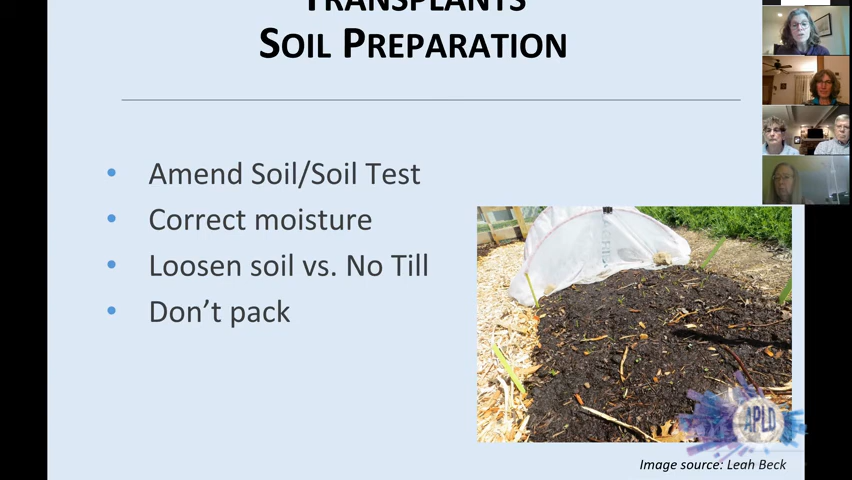 TRANSPLANTS
SOIL PREPARATION
• Amend Soil/Soil Test
• Correct moisture
• Loosen soil vs. No Till
• Don’t pack
APLD
Image source: Leah Beck